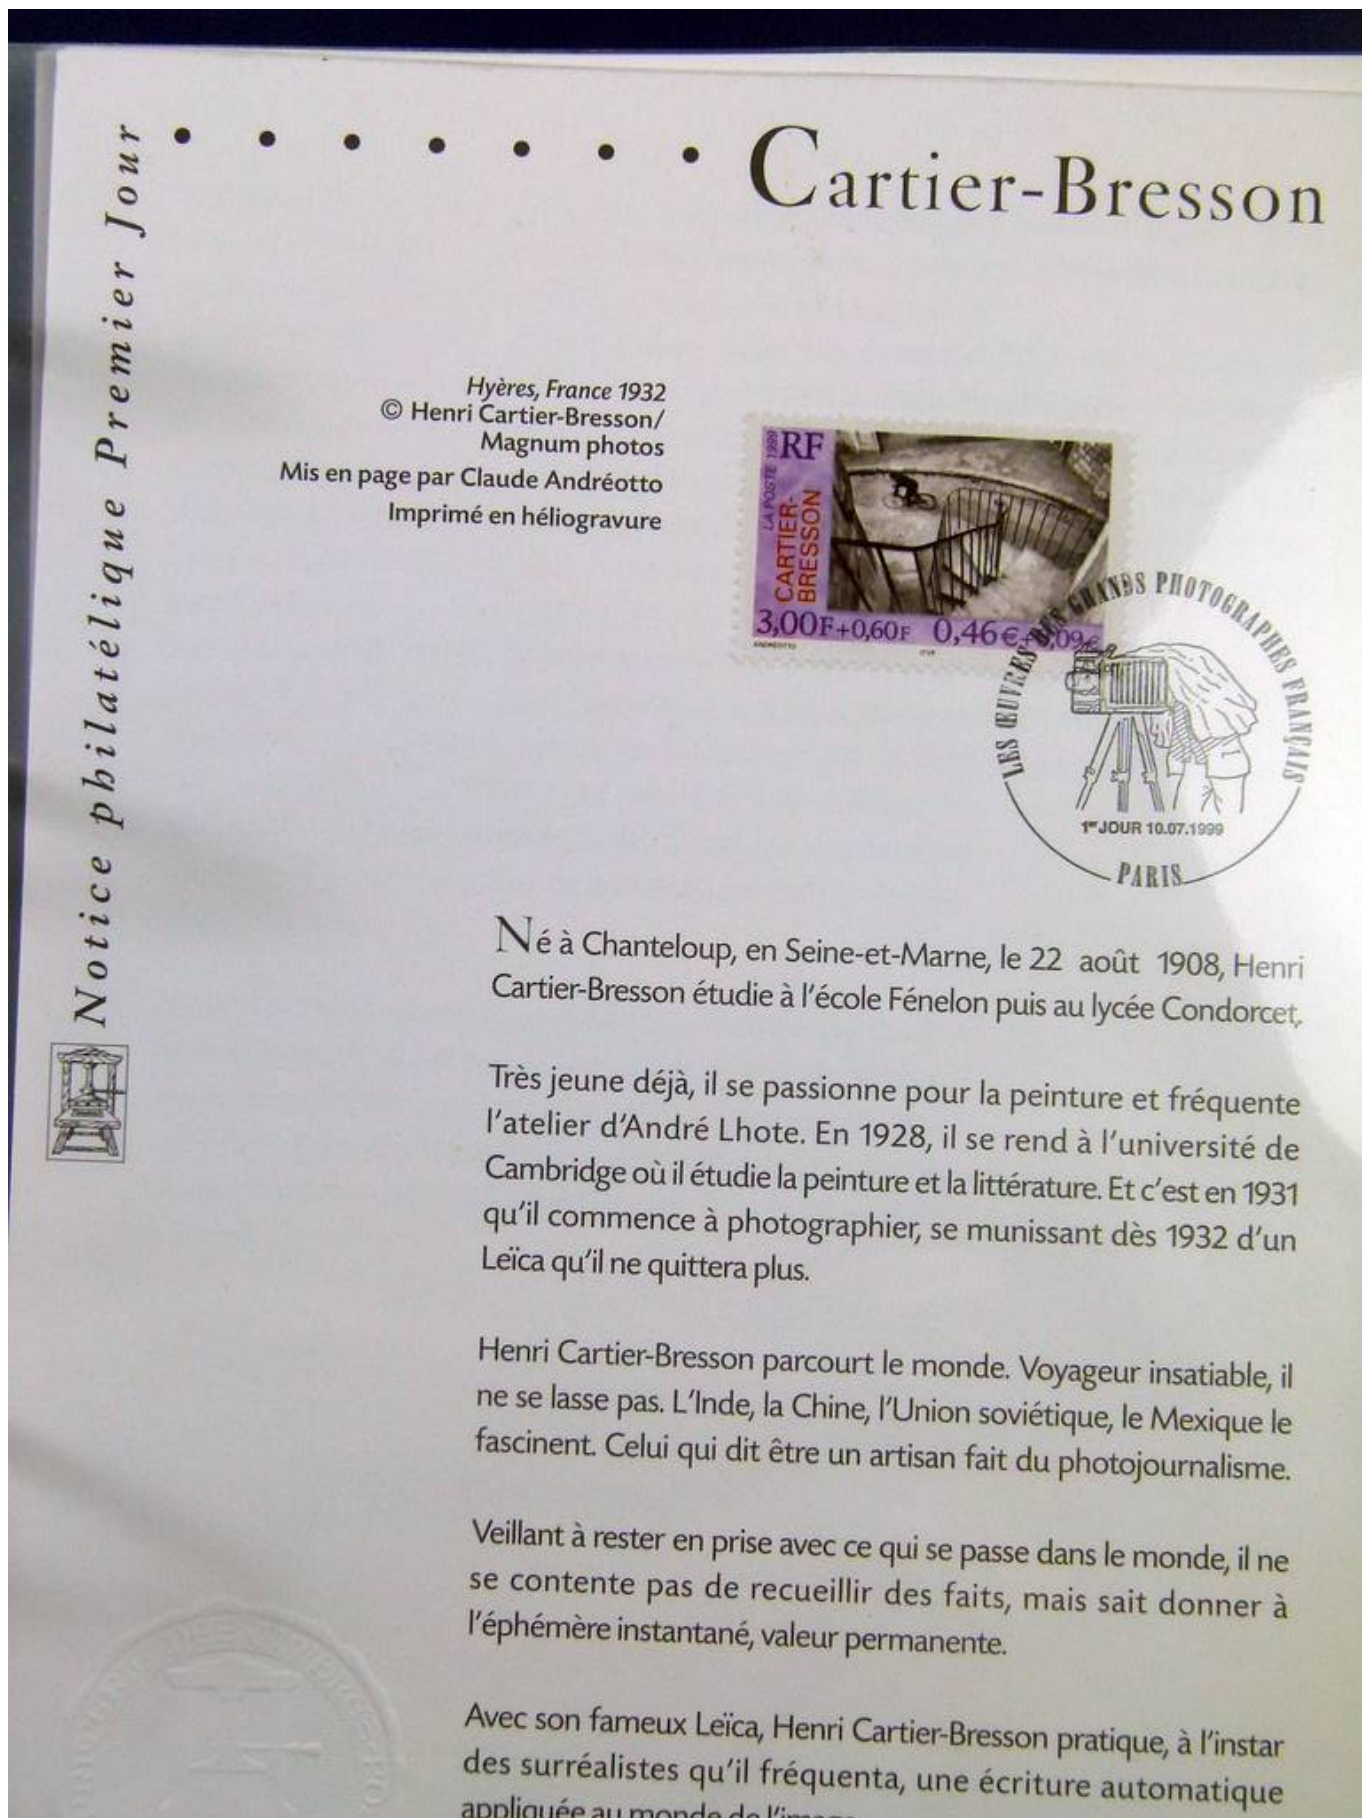 Cartier-Bresson
Notice philatélique Premier Jour
Hyères, France 1932
© Henri Cartier-Bresson/
Magnum photos
Mis en page par Claude Andréotto
Imprimé en héliogravure
RF
LA POSTE 1999
CARTIER-
BRESSON
3,00F+0,60F 0,46€+0,09€
ANDRÉOTTO
LES ŒUVRES DES GRANDS PHOTOGRAPHES FRANÇAIS
1er JOUR 10.07.1999
PARIS
Né à Chanteloup, en Seine-et-Marne, le 22 août 1908, Henri
Cartier-Bresson étudie à l'école Fénelon puis au lycée Condorcet,
Très jeune déjà, il se passionne pour la peinture et fréquente
l'atelier d'André Lhote. En 1928, il se rend à l'université de
Cambridge où il étudie la peinture et la littérature. Et c'est en 1931
qu'il commence à photographier, se munissant dès 1932 d'un
Leïca qu'il ne quittera plus.
Henri Cartier-Bresson parcourt le monde. Voyageur insatiable, il
ne se lasse pas. L'Inde, la Chine, l'Union soviétique, le Mexique le
fascinent. Celui qui dit être un artisan fait du photojournalisme.
Veillant à rester en prise avec ce qui se passe dans le monde, il ne
se contente pas de recueillir des faits, mais sait donner à
l'éphémère instantané, valeur permanente.
Avec son fameux Leïca, Henri Cartier-Bresson pratique, à l'instar
des surréalistes qu'il fréquenta, une écriture automatique
appliquée au monde de